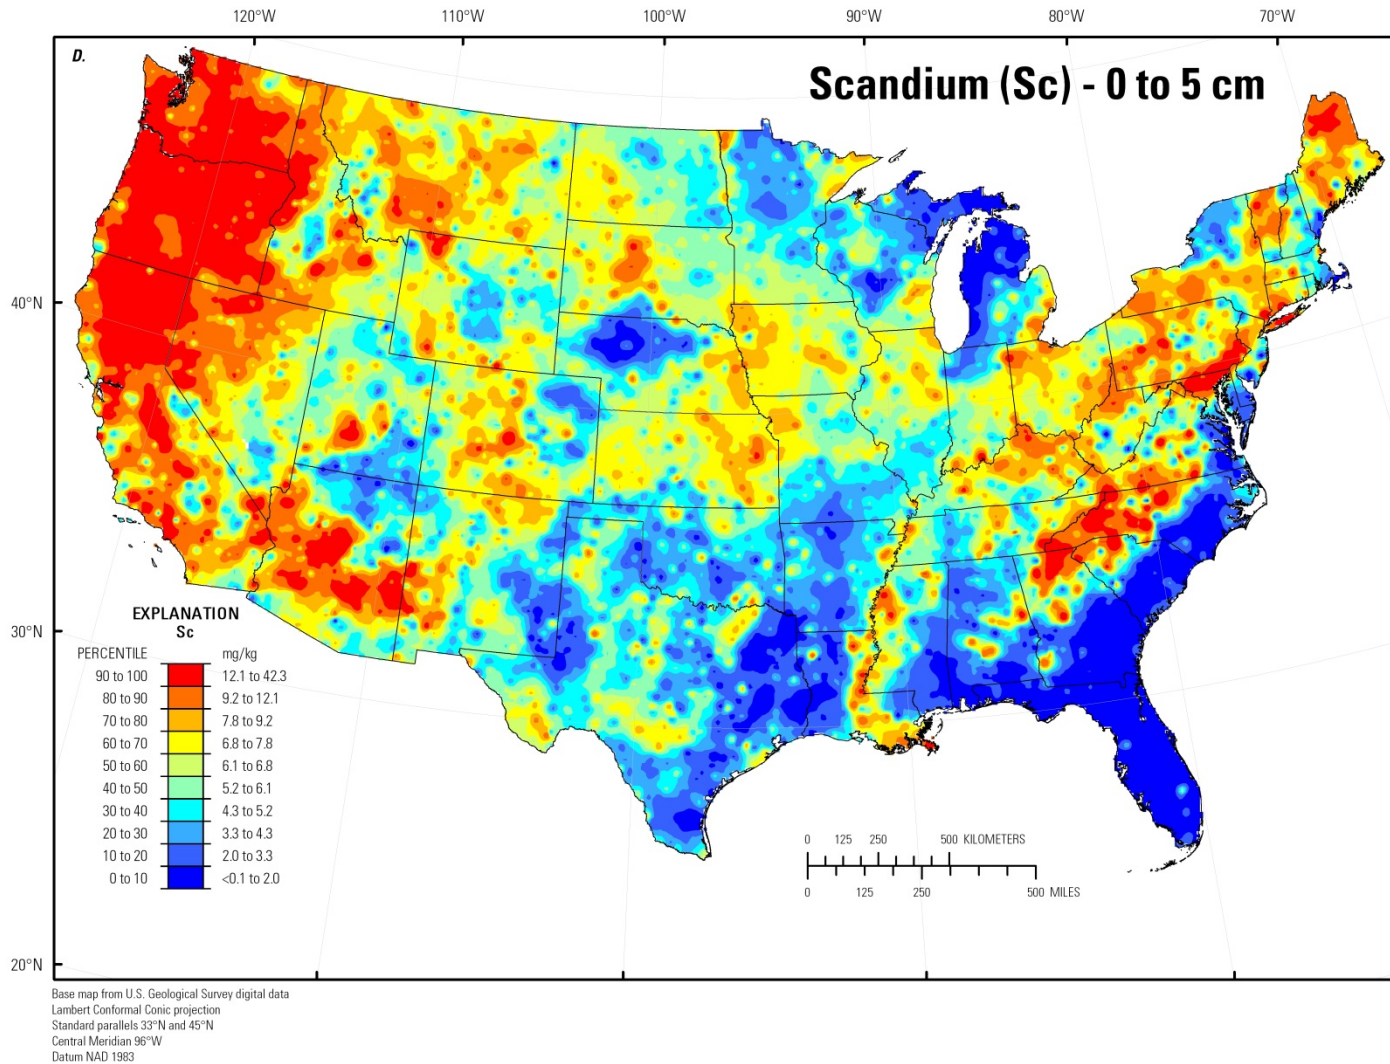 120°W 110°W 100°W 90°W 80°W 70°W
D.
Scandium (Sc) - 0 to 5 cm
40°N
30°N
EXPLANATION
Sc
PERCENTILE mg/kg
90 to 100 12.1 to 42.3
80 to 90 9.2 to 12.1
70 to 80 7.8 to 9.2
60 to 70 6.8 to 7.8
50 to 60 6.1 to 6.8
40 to 50 5.2 to 6.1
30 to 40 4.3 to 5.2
20 to 30 3.3 to 4.3
10 to 20 2.0 to 3.3
0 to 10 <0.1 to 2.0
0 125 250 500 KILOMETERS
0 125 250 500 MILES
20°N
Base map from U.S. Geological Survey digital data
Lambert Conformal Conic projection
Standard parallels 33°N and 45°N
Central Meridian 96°W
Datum NAD 1983